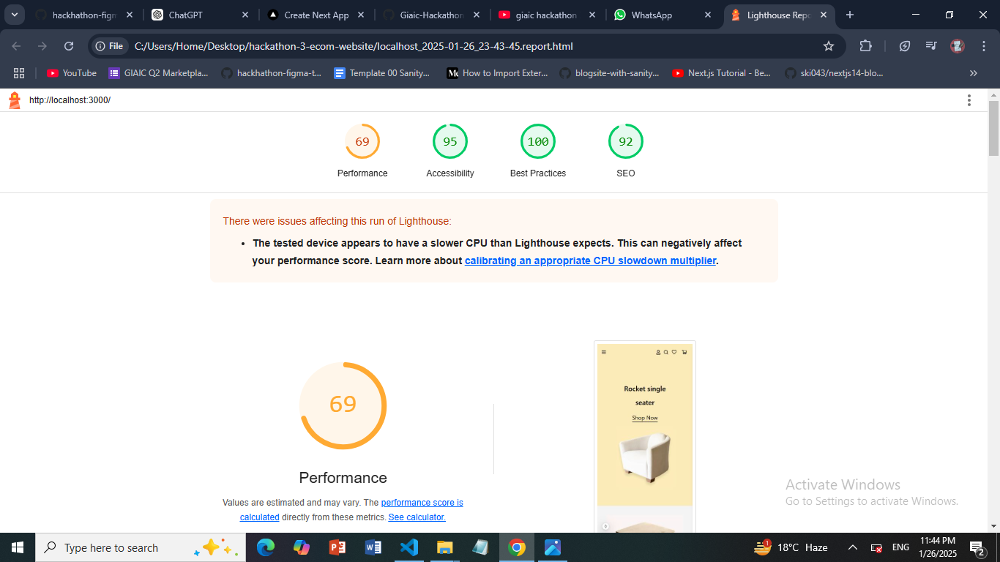 hackhathon-figm
ChatGPT
Create Next App
Giaic-Hackathon
giaic hackathon
WhatsApp
Lighthouse Repo
File
C:/Users/Home/Desktop/hackathon-3-ecom-website/localhost_2025-01-26_23-43-45.report.html
YouTube
GIAIC Q2 Marketpla...
hackhathon-figma-t...
Template 00 Sanity...
How to Import Exter...
blogsite-with-sanity...
Next.js Tutorial - Be...
ski043/nextjs14-blo...
http://localhost:3000/
69
95
100
92
Performance
Accessibility
Best Practices
SEO
There were issues affecting this run of Lighthouse:
• The tested device appears to have a slower CPU than Lighthouse expects. This can negatively affect
your performance score. Learn more about calibrating an appropriate CPU slowdown multiplier.
69
Performance
Values are estimated and may vary. The performance score is
calculated directly from these metrics. See calculator.
Rocket single
seater
Shop Now
Activate Windows
Go to Settings to activate Windows.
Type here to search
1
18°C Haze
ENG
11:44 PM
1/26/2025
2